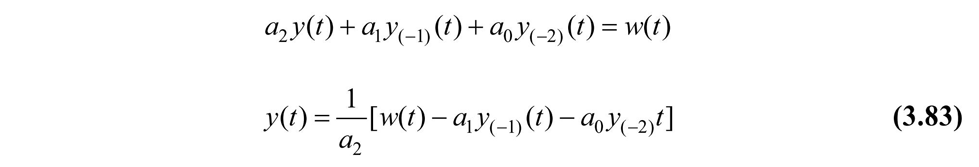 a₂y(t) + a₁y₍₋₁₎(t) + a₀y₍₋₂₎(t) = w(t)
y(t) = 1/a₂ [w(t) − a₁y₍₋₁₎(t) − a₀y₍₋₂₎t] (3.83)